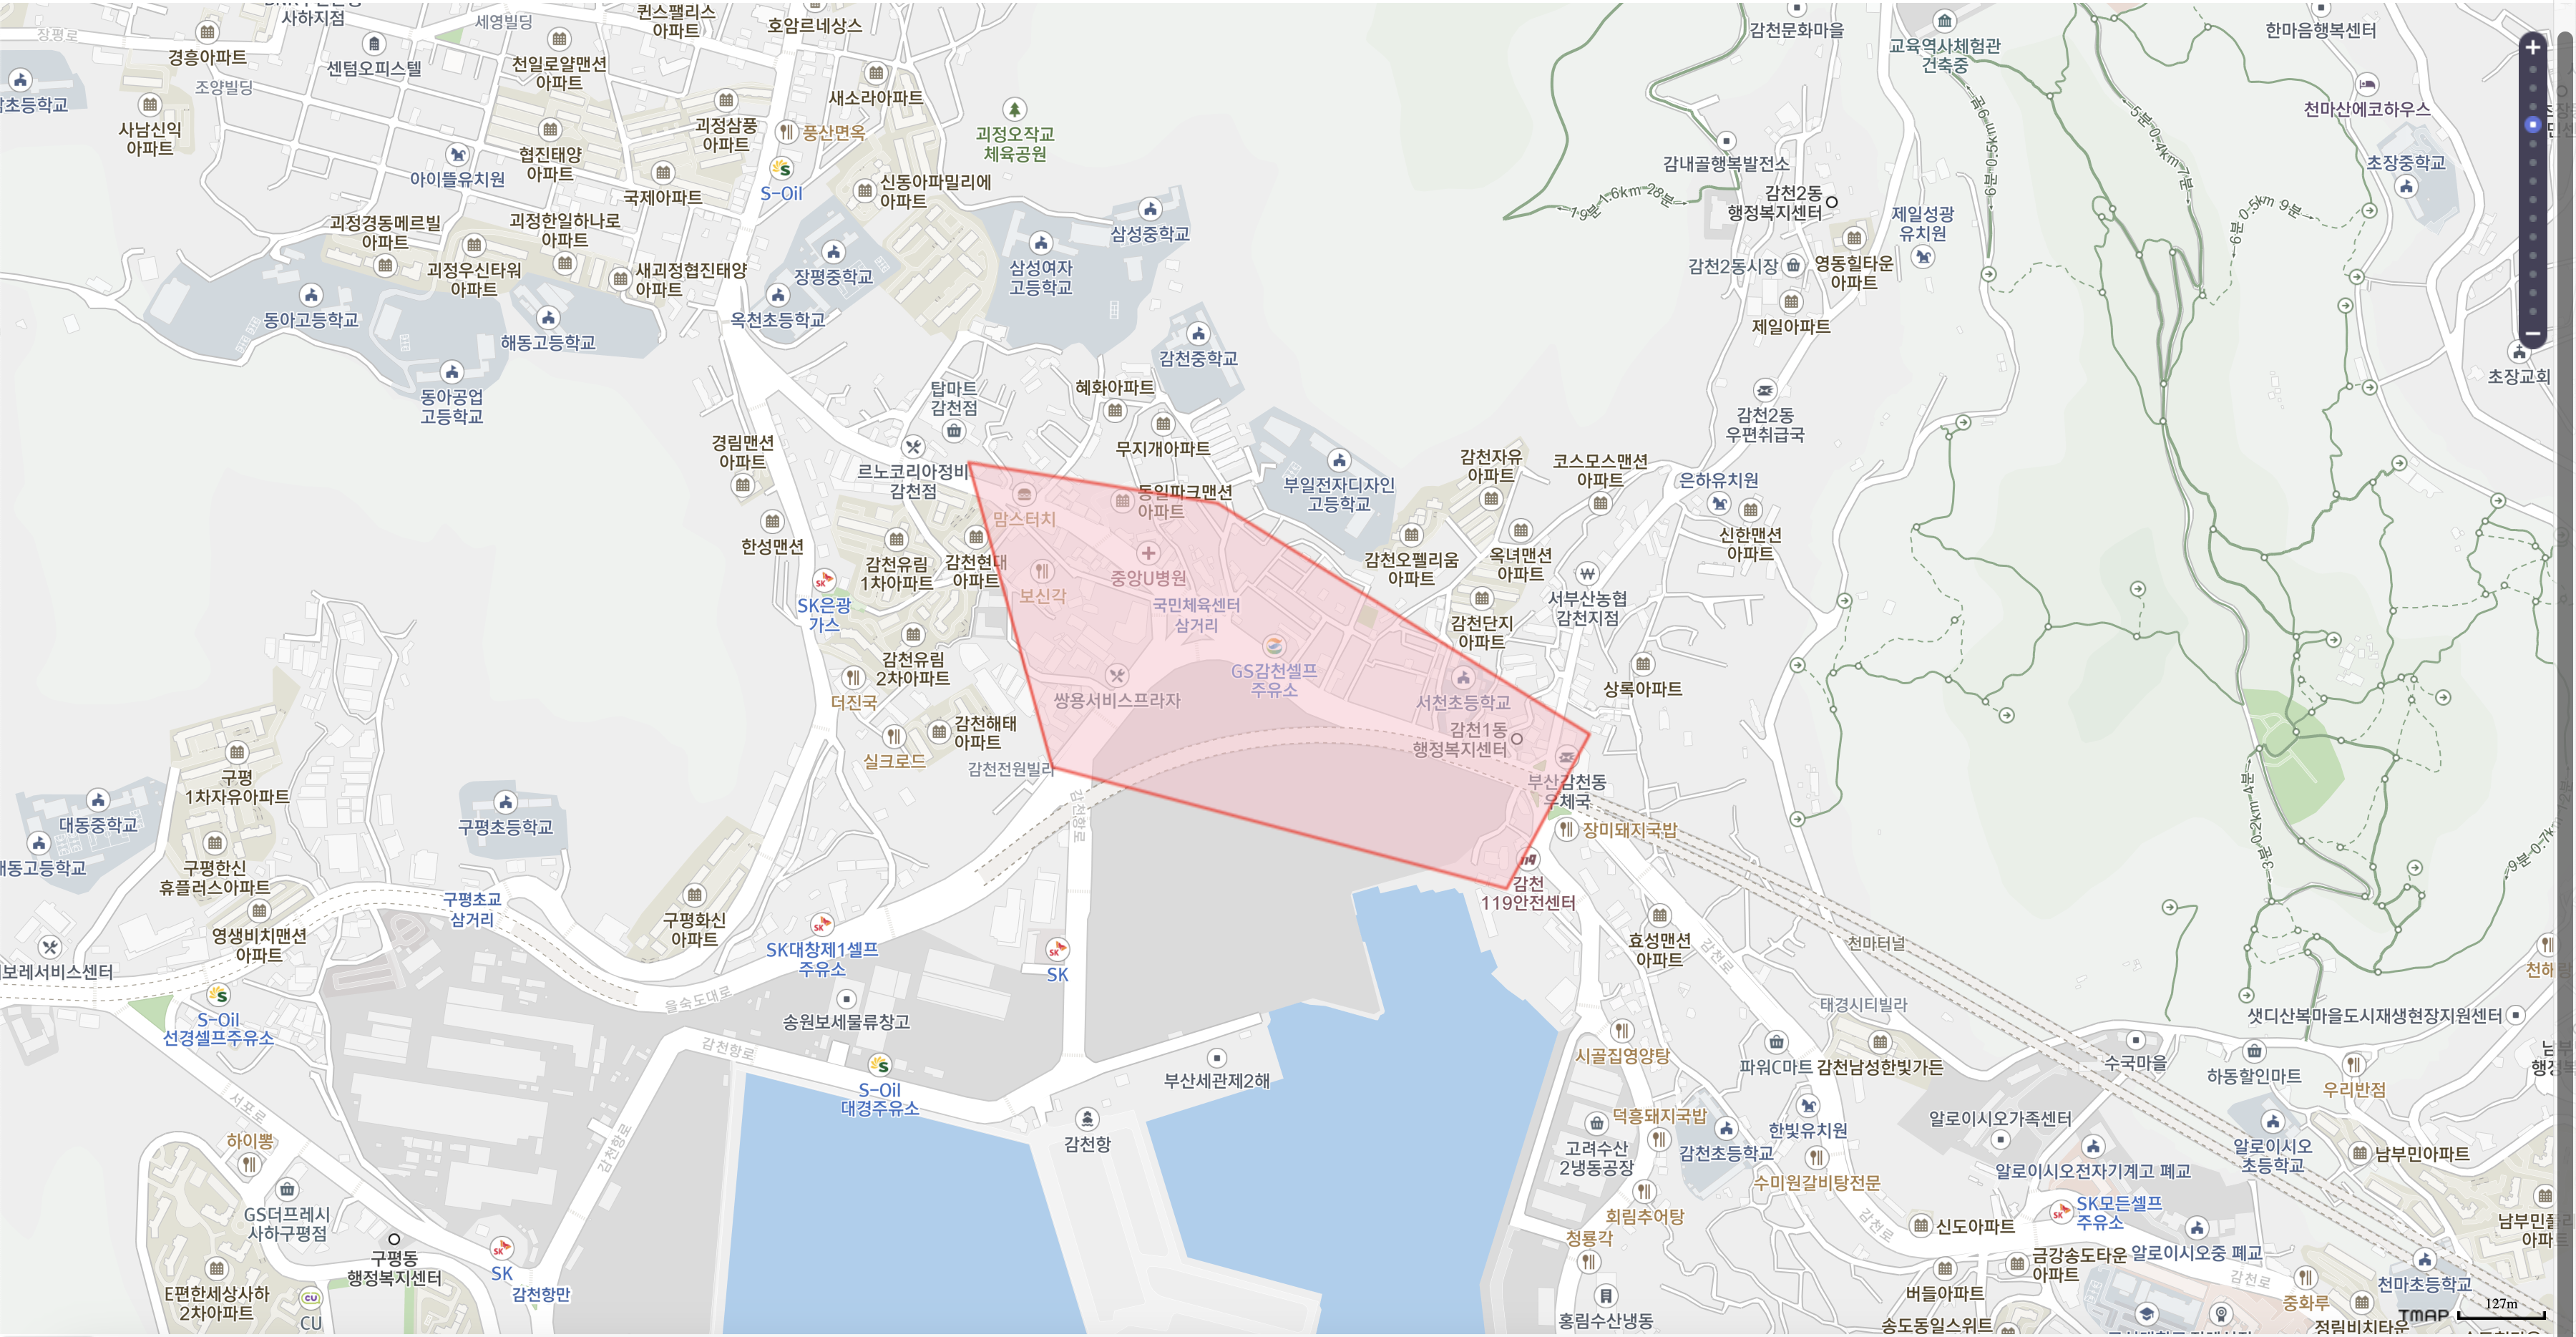 사하지점
세영빌딩
퀸스팰리스
아파트
호암르네상스
감천문화마을
교육역사체험관
건축중
한마음행복센터
장평로
경흥아파트
센텀오피스텔
천일로얄맨션
아파트
조양빌딩
새소라아파트
천마산에코하우스
사남신익
아파트
괴정삼풍
아파트
풍산면옥
괴정오작교
체육공원
협진태양
아파트
아이뜰유치원
국제아파트
S-Oil
신동아파밀리에
아파트
감내골행복발전소
초장중학교
감천2동
행정복지센터
제일성광
유치원
괴정경동메르빌
아파트
괴정한일하나로
아파트
괴정우신타워
아파트
새괴정협진태양
아파트
장평중학교
삼성여자
고등학교
삼성중학교
감천2동시장
영동힐타운
아파트
동아고등학교
해동고등학교
옥천초등학교
제일아파트
감천중학교
동아공업
고등학교
탑마트
감천점
혜화아파트
감천2동
우편취급국
초장교회
경림맨션
아파트
르노코리아정비
감천점
무지개아파트
부일전자디자인
고등학교
감천자유
아파트
코스모스맨션
아파트
은하유치원
맘스터치
동일파크맨션
아파트
한성맨션
감천유림
1차아파트
감천현대
아파트
중앙U병원
보신각
감천오펠리움
아파트
옥녀맨션
아파트
신한맨션
아파트
SK은광
가스
국민체육센터
삼거리
서부산농협
감천지점
감천단지
아파트
감천유림
2차아파트
더진국
GS감천셀프
주유소
쌍용서비스프라자
서천초등학교
상록아파트
감천해태
아파트
실크로드
감천전원빌라
감천1동
행정복지센터
부산감천동
우체국
구평
1차자유아파트
대동중학교
구평초등학교
감천항로
장미돼지국밥
구평한신
휴플러스아파트
감천
119안전센터
구평초교
삼거리
구평화신
아파트
영생비치맨션
아파트
SK대창제1셀프
주유소
SK
효성맨션
아파트
감천로
천마터널
보레서비스센터
을숙도대로
S-Oil
선경셀프주유소
송원보세물류창고
태경시티빌라
샛디산복마을도시재생현장지원센터
감천항로
S-Oil
대경주유소
부산세관제2해
시골집영양탕
파워C마트
감천남성한빛가든
수국마을
하동할인마트
우리반점
서포로
감천항로
감천항
덕흥돼지국밥
고려수산
2냉동공장
감천초등학교
한빛유치원
알로이시오가족센터
알로이시오
초등학교
남부민아파트
하이뽕
수미원갈비탕전문
알로이시오전자기계고 폐교
GS더프레시
사하구평점
회림추어탕
청룡각
감천로
신도아파트
SK모든셀프
주유소
알로이시오중 폐교
구평동
행정복지센터
SK
감천항만
E편한세상사하
2차아파트
CU
홍림수산냉동
버들아파트
금강송도타운
아파트
감천로
중화루
천마초등학교
송도동일스위트
정림비치타운
TMAP
127m